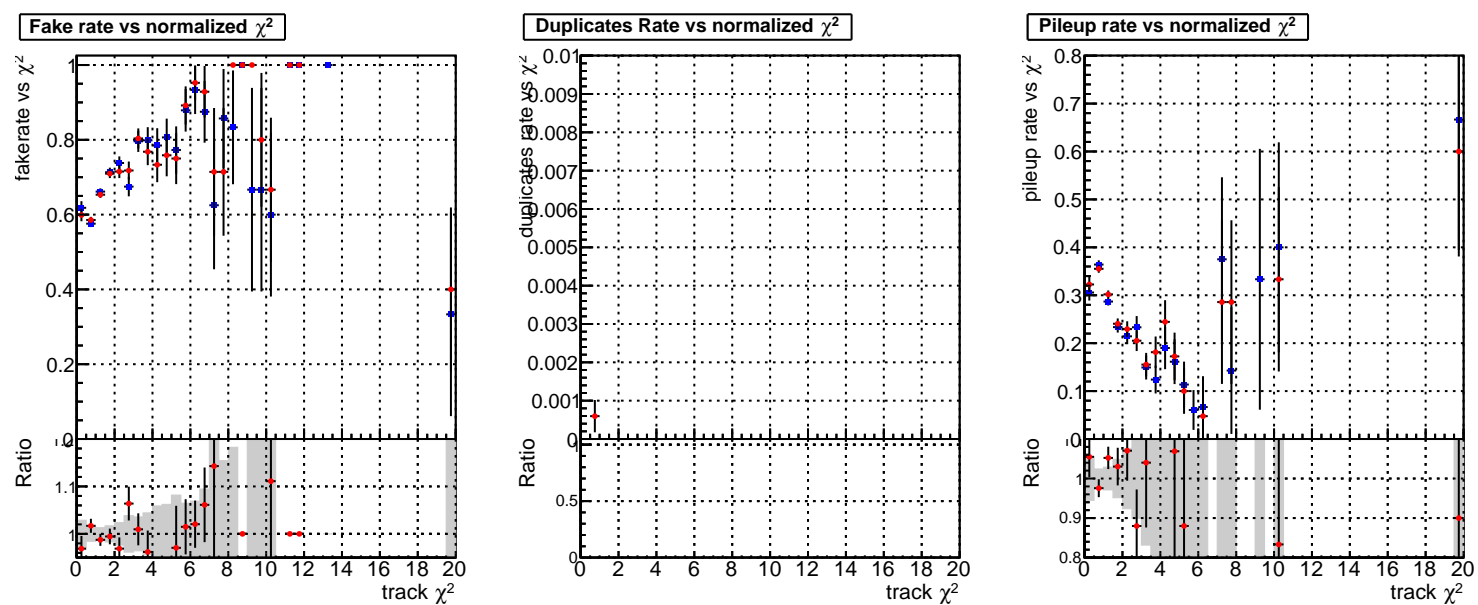 Fake rate vs normalized χ²
fakerate vs χ²
1
0.8
0.6
0.4
0.2
0
Ratio
1.1
1
0 2 4 6 8 10 12 14 16 18 20
track χ²
Duplicates Rate vs normalized χ²
duplicates rate vs χ²
0.01
0.009
0.008
0.007
0.006
0.005
0.004
0.003
0.002
0.001
0
Ratio
1
0.5
0
0 2 4 6 8 10 12 14 16 18 20
track χ²
Pileup rate vs normalized χ²
pileup rate vs χ²
0.8
0.7
0.6
0.5
0.4
0.3
0.2
0.1
0
Ratio
1
0.9
0.8
0 2 4 6 8 10 12 14 16 18 20
track χ²